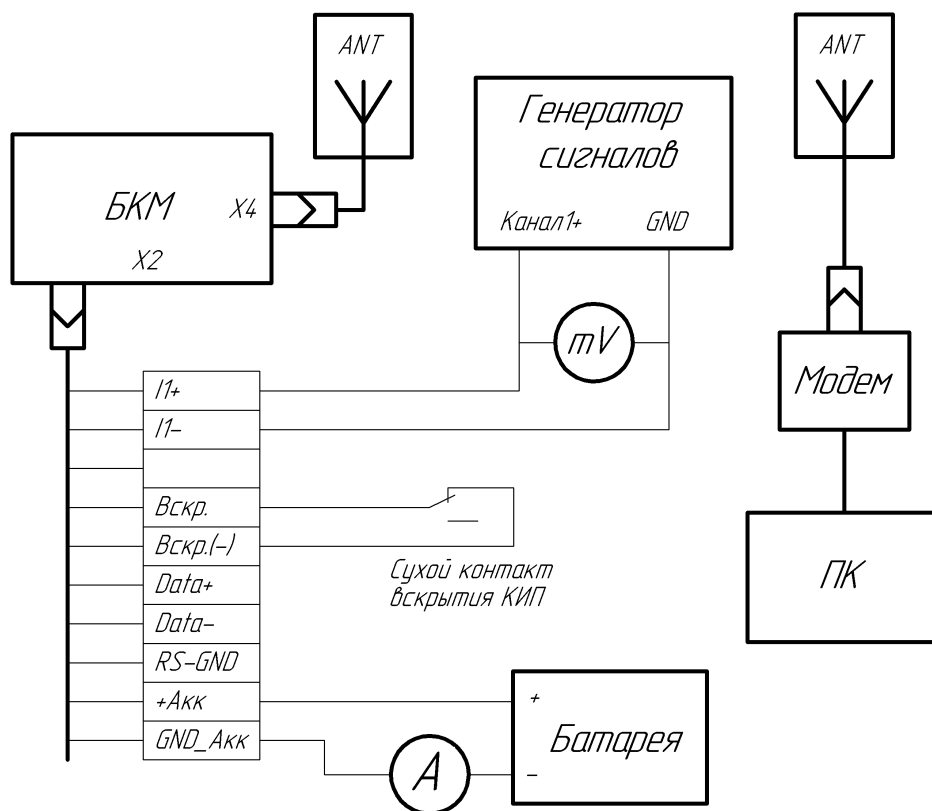 ANT
ANT
Генератор
сигналов
Канал1+
GND
БКМ
X4
X2
mV
Модем
I1+
I1-
Вскр.
Вскр.(-)
Сухой контакт
вскрытия КИП
Data+
Data-
RS-GND
+Акк
GND_Акк
ПК
+
Батарея
-
A